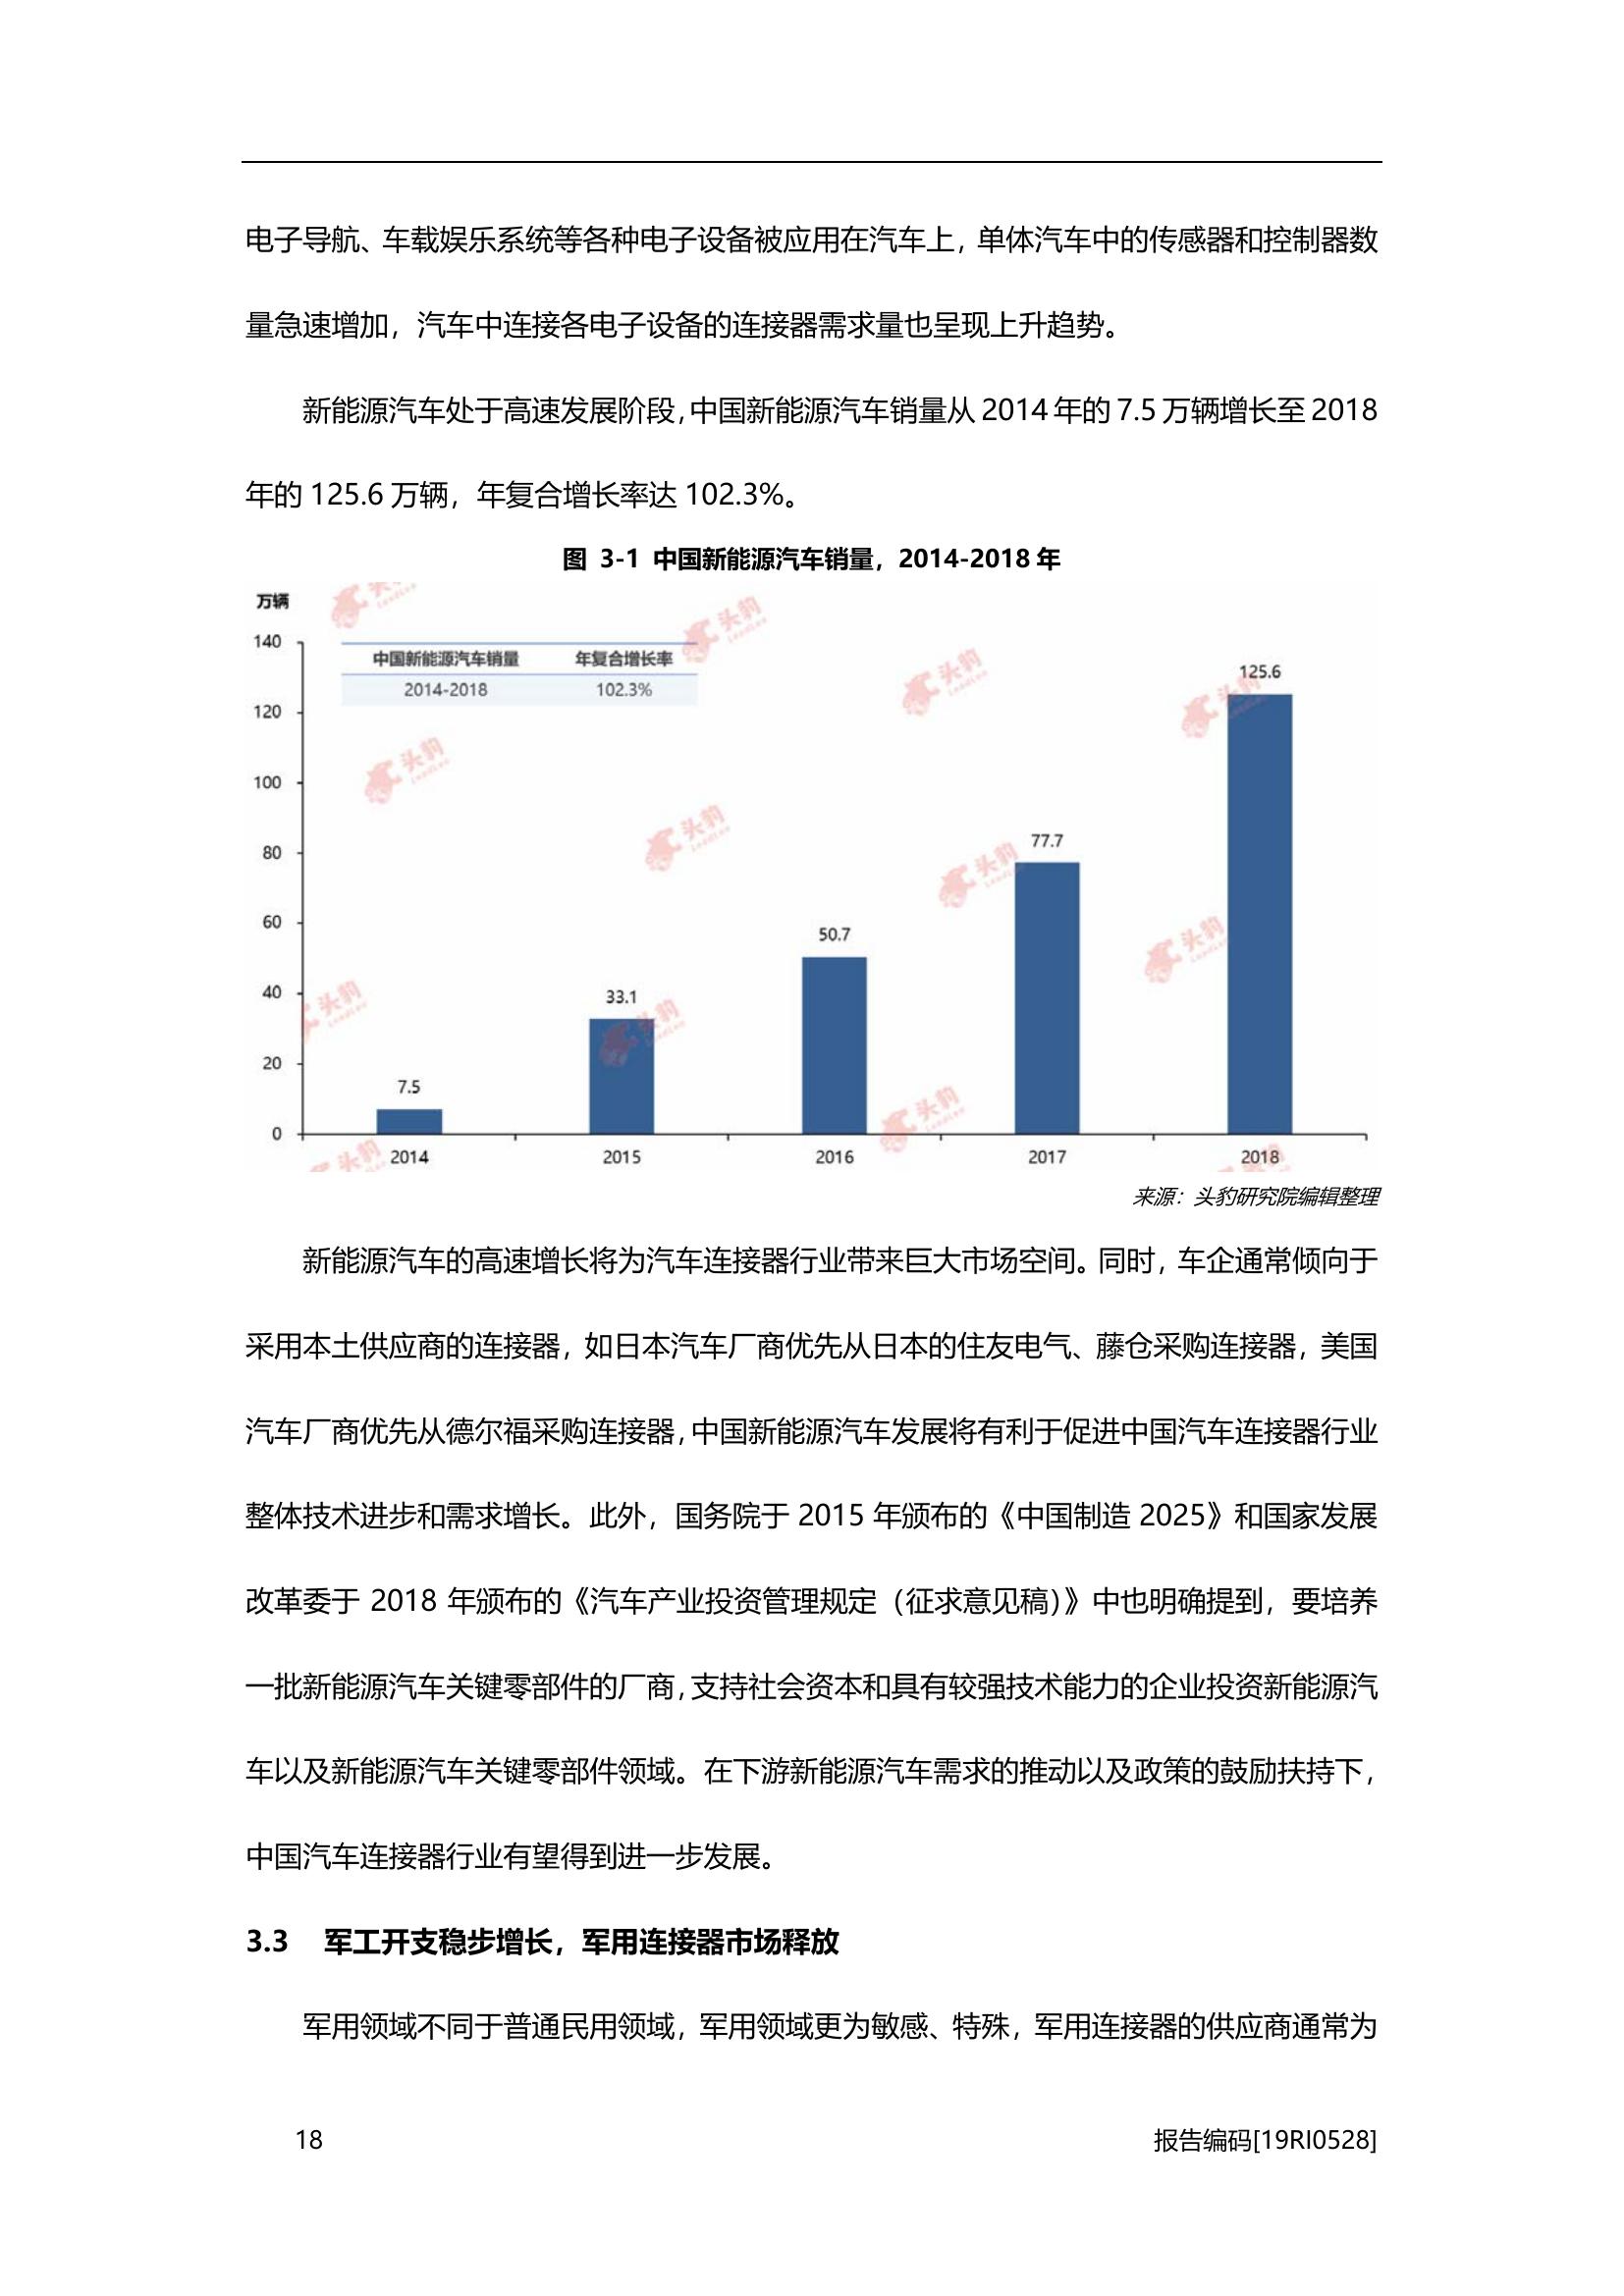 电子导航、车载娱乐系统等各种电子设备被应用在汽车上，单体汽车中的传感器和控制器数
量急速增加，汽车中连接各电子设备的连接器需求量也呈现上升趋势。
新能源汽车处于高速发展阶段，中国新能源汽车销量从 2014 年的 7.5 万辆增长至 2018
年的 125.6 万辆，年复合增长率达 102.3%。
图 3-1 中国新能源汽车销量，2014-2018 年
万辆
中国新能源汽车销量 年复合增长率
2014-2018 102.3%
140
120
100
80
60
40
20
0
7.5
33.1
50.7
77.7
125.6
2014 2015 2016 2017 2018
头豹
LeadLeo
来源：头豹研究院编辑整理
新能源汽车的高速增长将为汽车连接器行业带来巨大市场空间。同时，车企通常倾向于
采用本土供应商的连接器，如日本汽车厂商优先从日本的住友电气、藤仓采购连接器，美国
汽车厂商优先从德尔福采购连接器，中国新能源汽车发展将有利于促进中国汽车连接器行业
整体技术进步和需求增长。此外，国务院于 2015 年颁布的《中国制造 2025》和国家发展
改革委于 2018 年颁布的《汽车产业投资管理规定（征求意见稿）》中也明确提到，要培养
一批新能源汽车关键零部件的厂商，支持社会资本和具有较强技术能力的企业投资新能源汽
车以及新能源汽车关键零部件领域。在下游新能源汽车需求的推动以及政策的鼓励扶持下，
中国汽车连接器行业有望得到进一步发展。
3.3 军工开支稳步增长，军用连接器市场释放
军用领域不同于普通民用领域，军用领域更为敏感、特殊，军用连接器的供应商通常为
18 报告编码[19RI0528]